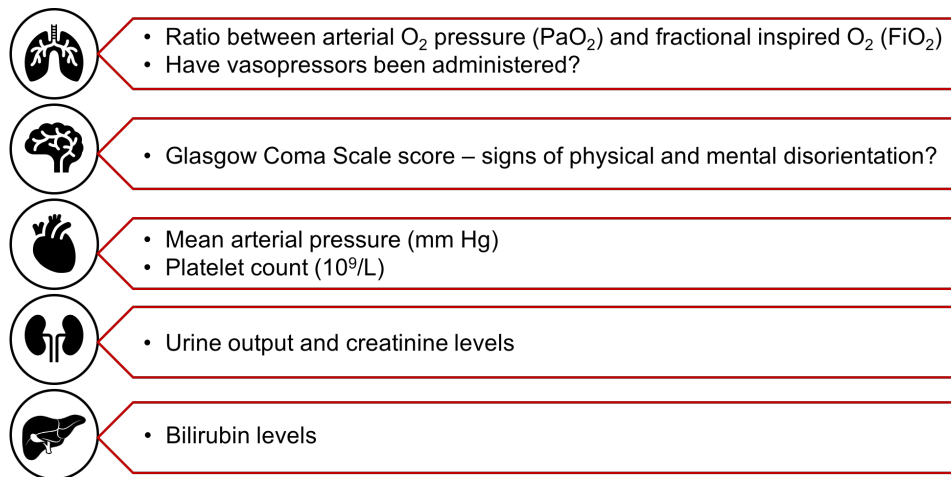 • Ratio between arterial O₂ pressure (PaO₂) and fractional inspired O₂ (FiO₂)
• Have vasopressors been administered?
• Glasgow Coma Scale score – signs of physical and mental disorientation?
• Mean arterial pressure (mm Hg)
• Platelet count (10⁹/L)
• Urine output and creatinine levels
• Bilirubin levels